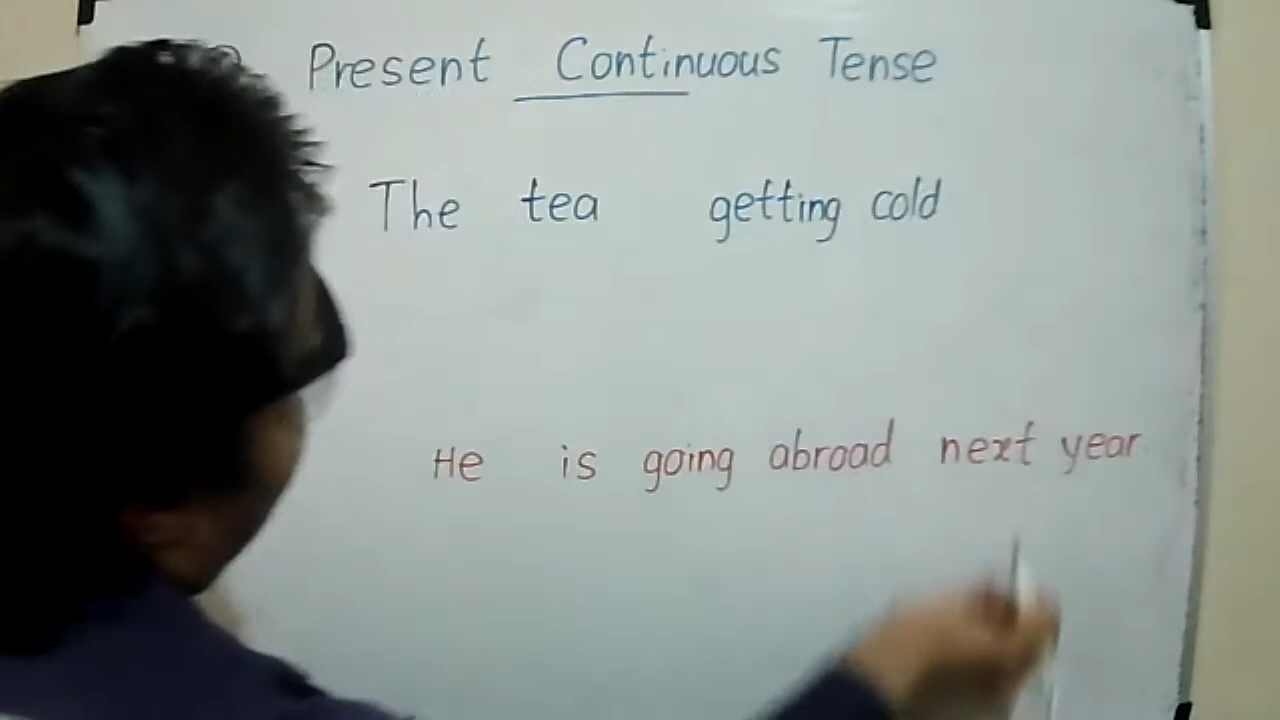 Present Continuous Tense
The tea getting cold
He is going abroad next year